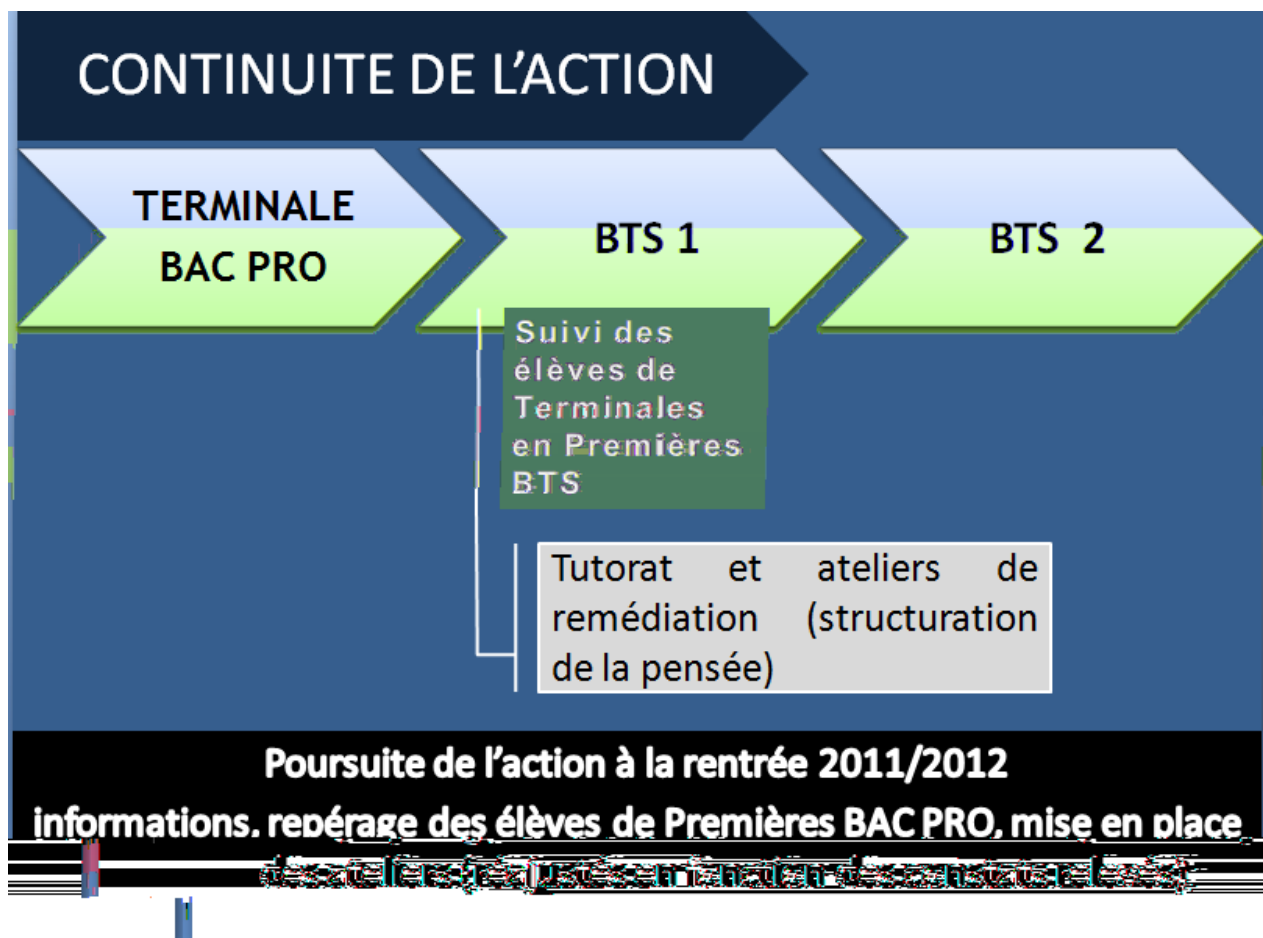 CONTINUITE DE L’ACTION
TERMINALE
BAC PRO
BTS 1
BTS 2
Suivi des
élèves de
Terminales
en Premières
BTS
Tutorat et ateliers de
remédiation (structuration
de la pensée)
Poursuite de l’action à la rentrée 2011/2012
informations, repérage des élèves de Premières BAC PRO, mise en place